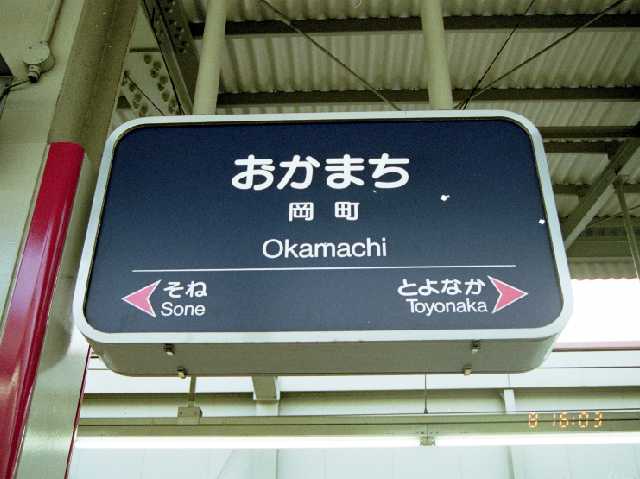 おかまち
岡町
Okamachi
そね
Sone
とよなか
Toyonaka
8 16:03